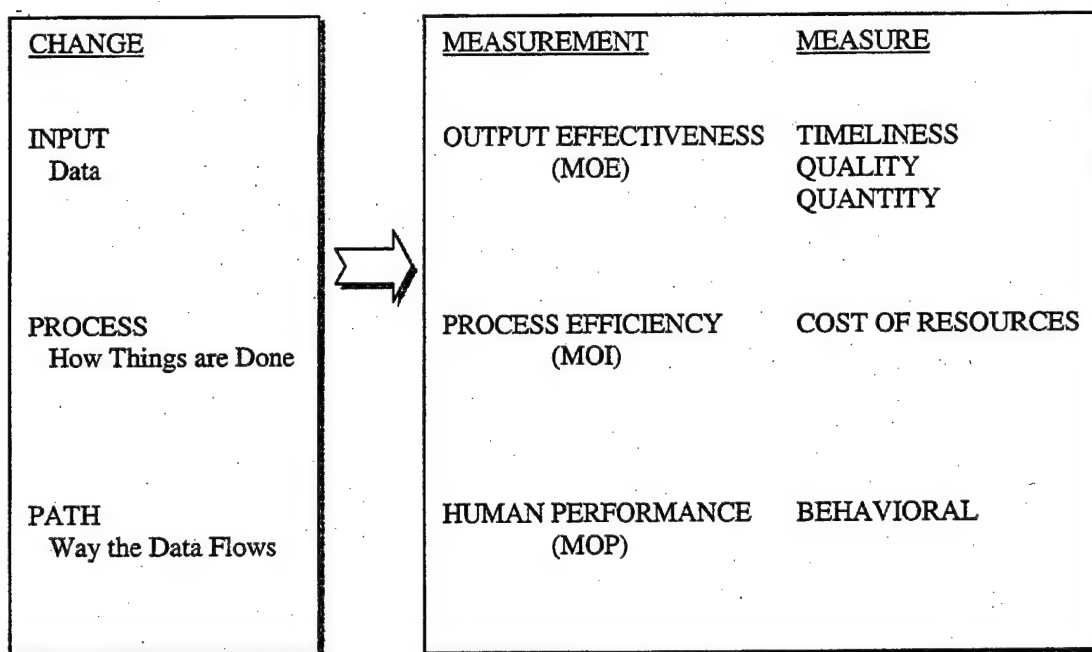 CHANGE
INPUT
Data
PROCESS
How Things are Done
PATH
Way the Data Flows
MEASUREMENT MEASURE
OUTPUT EFFECTIVENESS TIMELINESS
(MOE) QUALITY
QUANTITY
PROCESS EFFICIENCY COST OF RESOURCES
(MOI)
HUMAN PERFORMANCE BEHAVIORAL
(MOP)